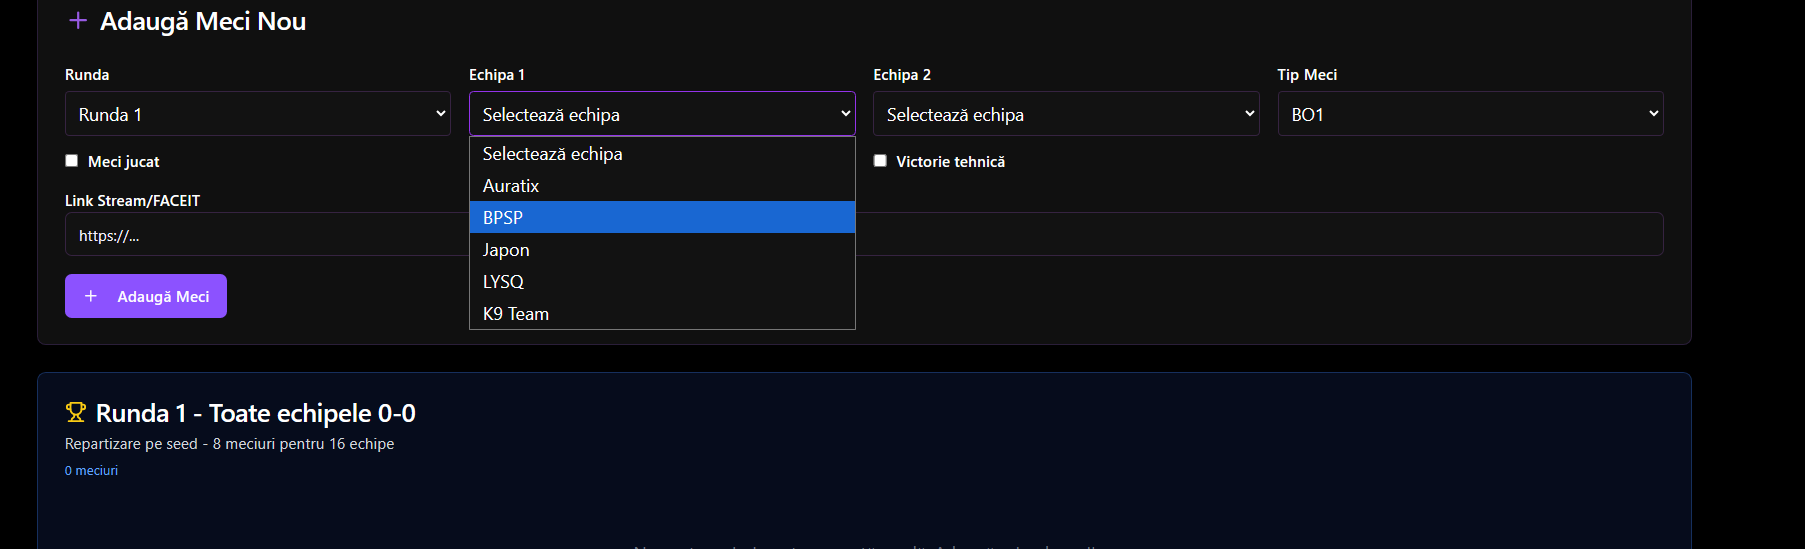 Adaugă Meci Nou
Runda
Echipa 1
Echipa 2
Tip Meci
Runda 1
Selectează echipa
Selectează echipa
BO1
Selectează echipa
Auratix
BPSP
Japon
LYSQ
K9 Team
Meci jucat
Victorie tehnică
Link Stream/FACEIT
https://...
Adaugă Meci
Runda 1 - Toate echipele 0-0
Repartizare pe seed - 8 meciuri pentru 16 echipe
0 meciuri